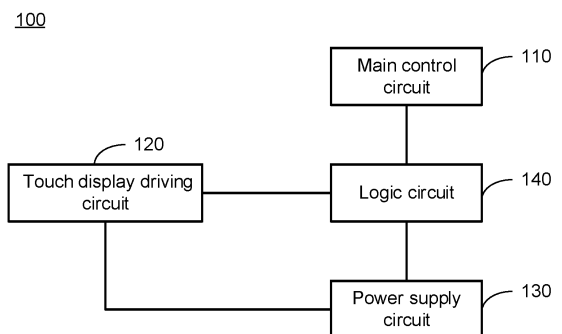 100
Main control
circuit
110
120
Touch display driving
circuit
Logic circuit
140
Power supply
circuit
130